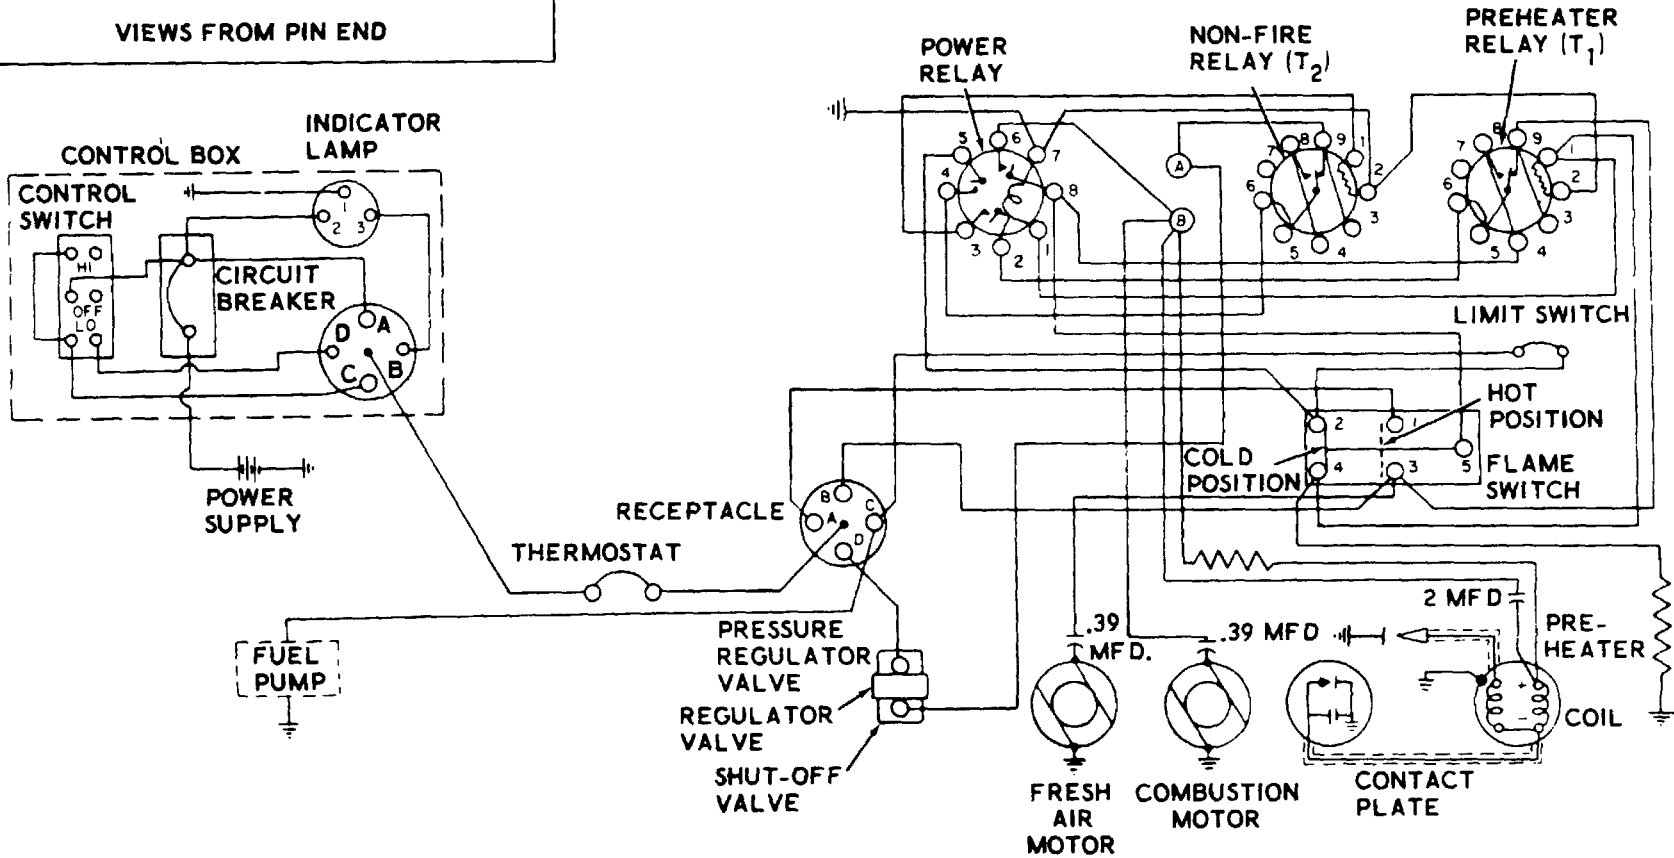 VIEWS FROM PIN END
POWER
RELAY
NON-FIRE
RELAY (T2)
PREHEATER
RELAY (T1)
5
6
7
4
8
3
2
1
A
B
7
8
9
1
6
2
5
4
3
7
8
9
1
6
2
5
4
3
CONTROL BOX
INDICATOR
LAMP
CONTROL
SWITCH
HI
OFF
LO
1
2
3
CIRCUIT
BREAKER
D
A
C
B
POWER
SUPPLY
THERMOSTAT
RECEPTACLE
B
A
C
D
LIMIT SWITCH
HOT
POSITION
COLD
POSITION
2
1
4
3
5
FLAME
SWITCH
FUEL
PUMP
PRESSURE
REGULATOR
VALVE
REGULATOR
VALVE
SHUT-OFF
VALVE
.39
MFD.
.39 MFD
2 MFD
PRE-
HEATER
+
-
COIL
FRESH
AIR
MOTOR
COMBUSTION
MOTOR
CONTACT
PLATE